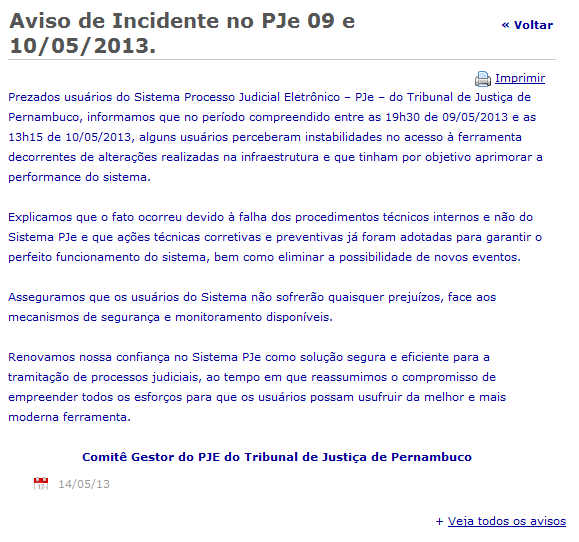 Aviso de Incidente no PJe 09 e
10/05/2013.
« Voltar
Imprimir
Prezados usuários do Sistema Processo Judicial Eletrônico – PJe – do Tribunal de Justiça de
Pernambuco, informamos que no período compreendido entre as 19h30 de 09/05/2013 e as
13h15 de 10/05/2013, alguns usuários perceberam instabilidades no acesso à ferramenta
decorrentes de alterações realizadas na infraestrutura e que tinham por objetivo aprimorar a
performance do sistema.
Explicamos que o fato ocorreu devido à falha dos procedimentos técnicos internos e não do
Sistema PJe e que ações técnicas corretivas e preventivas já foram adotadas para garantir o
perfeito funcionamento do sistema, bem como eliminar a possibilidade de novos eventos.
Asseguramos que os usuários do Sistema não sofrerão quaisquer prejuízos, face aos
mecanismos de segurança e monitoramento disponíveis.
Renovamos nossa confiança no Sistema PJe como solução segura e eficiente para a
tramitação de processos judiciais, ao tempo em que reassumimos o compromisso de
empreender todos os esforços para que os usuários possam usufruir da melhor e mais
moderna ferramenta.
Comitê Gestor do PJE do Tribunal de Justiça de Pernambuco
14/05/13
+ Veja todos os avisos